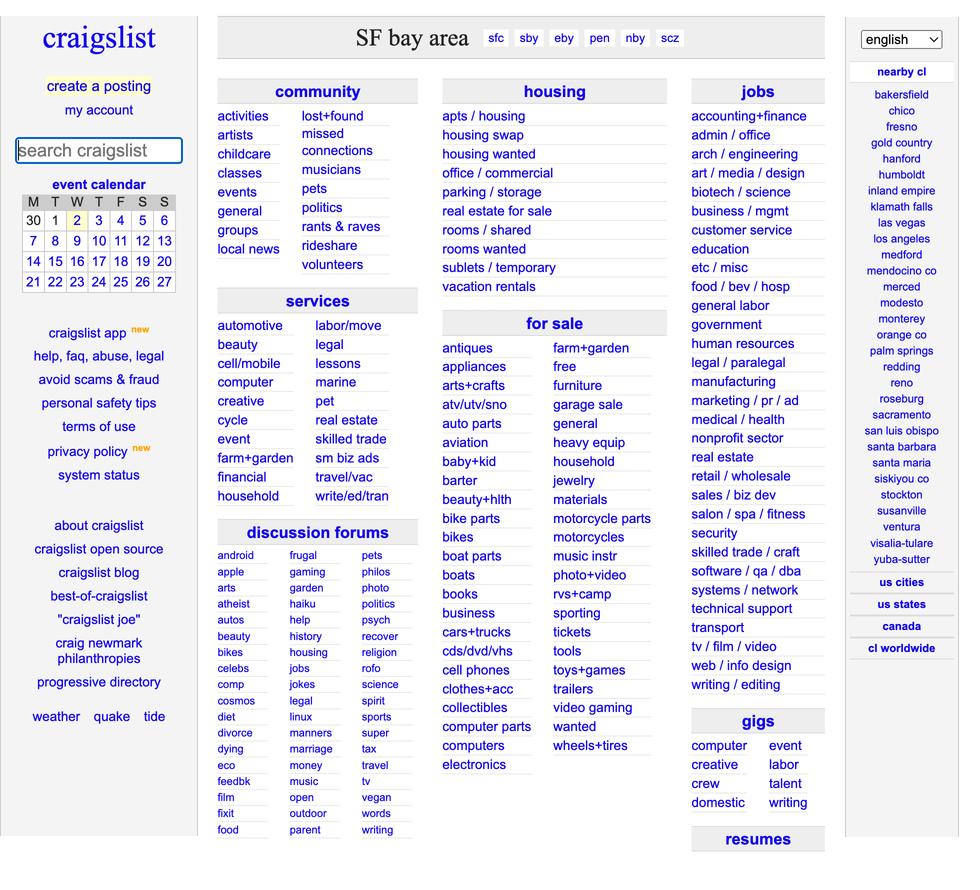 craigslist
create a posting
my account
search craigslist
event calendar
M T W T F S S
30 1 2 3 4 5 6
7 8 9 10 11 12 13
14 15 16 17 18 19 20
21 22 23 24 25 26 27
craigslist app new
help, faq, abuse, legal
avoid scams & fraud
personal safety tips
terms of use
privacy policy new
system status
about craigslist
craigslist open source
craigslist blog
best-of-craigslist
"craigslist joe"
craig newmark
philanthropies
progressive directory
weather quake tide
SF bay area sfc sby eby pen nby scz
community
activities
artists
childcare
classes
events
general
groups
local news
lost+found
missed
connections
musicians
pets
politics
rants & raves
rideshare
volunteers
services
automotive
beauty
cell/mobile
computer
creative
cycle
event
farm+garden
financial
household
labor/move
legal
lessons
marine
pet
real estate
skilled trade
sm biz ads
travel/vac
write/ed/tran
discussion forums
android
apple
arts
atheist
autos
beauty
bikes
celebs
comp
cosmos
diet
divorce
dying
eco
feedbk
film
fixit
food
frugal
gaming
garden
haiku
help
history
housing
jobs
jokes
legal
linux
manners
marriage
money
music
open
outdoor
parent
pets
philos
photo
politics
psych
recover
religion
rofo
science
spirit
sports
super
tax
travel
tv
vegan
words
writing
housing
apts / housing
housing swap
housing wanted
office / commercial
parking / storage
real estate for sale
rooms / shared
rooms wanted
sublets / temporary
vacation rentals
for sale
antiques
appliances
arts+crafts
atv/utv/sno
auto parts
aviation
baby+kid
barter
beauty+hlth
bike parts
bikes
boat parts
boats
books
business
cars+trucks
cds/dvd/vhs
cell phones
clothes+acc
collectibles
computer parts
computers
electronics
farm+garden
free
furniture
garage sale
general
heavy equip
household
jewelry
materials
motorcycle parts
motorcycles
music instr
photo+video
rvs+camp
sporting
tickets
tools
toys+games
trailers
video gaming
wanted
wheels+tires
jobs
accounting+finance
admin / office
arch / engineering
art / media / design
biotech / science
business / mgmt
customer service
education
etc / misc
food / bev / hosp
general labor
government
human resources
legal / paralegal
manufacturing
marketing / pr / ad
medical / health
nonprofit sector
real estate
retail / wholesale
sales / biz dev
salon / spa / fitness
security
skilled trade / craft
software / qa / dba
systems / network
technical support
transport
tv / film / video
web / info design
writing / editing
gigs
computer
creative
crew
domestic
event
labor
talent
writing
resumes
english
nearby cl
bakersfield
chico
fresno
gold country
hanford
humboldt
inland empire
klamath falls
las vegas
los angeles
medford
mendocino co
merced
modesto
monterey
orange co
palm springs
redding
reno
roseburg
sacramento
san luis obispo
santa barbara
santa maria
siskiyou co
stockton
susanville
ventura
visalia-tulare
yuba-sutter
us cities
us states
canada
cl worldwide